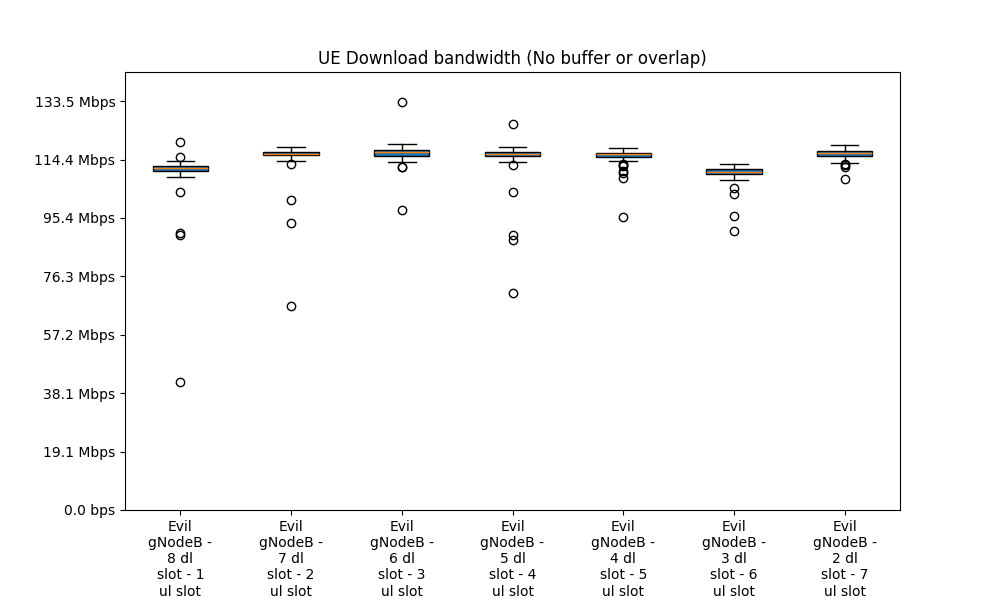 UE Download bandwidth (No buffer or overlap)
133.5 Mbps
114.4 Mbps
95.4 Mbps
76.3 Mbps
57.2 Mbps
38.1 Mbps
19.1 Mbps
0.0 bps
Evil
gNodeB -
8 dl
slot - 1
ul slot
Evil
gNodeB -
7 dl
slot - 2
ul slot
Evil
gNodeB -
6 dl
slot - 3
ul slot
Evil
gNodeB -
5 dl
slot - 4
ul slot
Evil
gNodeB -
4 dl
slot - 5
ul slot
Evil
gNodeB -
3 dl
slot - 6
ul slot
Evil
gNodeB -
2 dl
slot - 7
ul slot